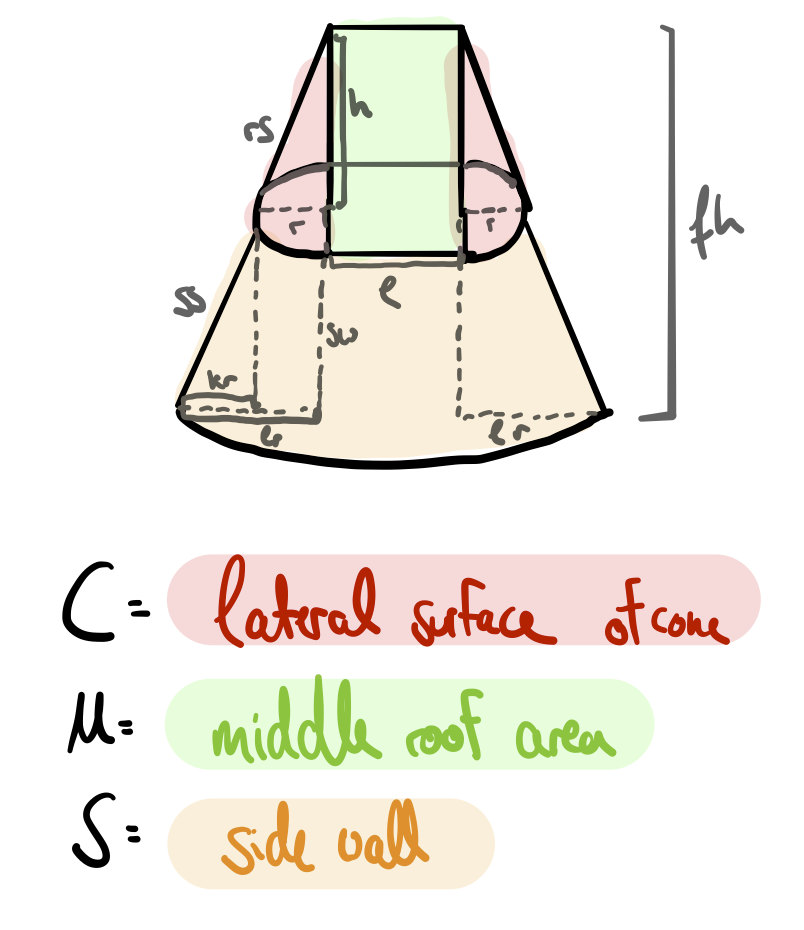 h
rs
fh
r
r
ss
l
sw
kr
lr
lr
C = lateral surface of cone
M = middle roof area
S = side wall